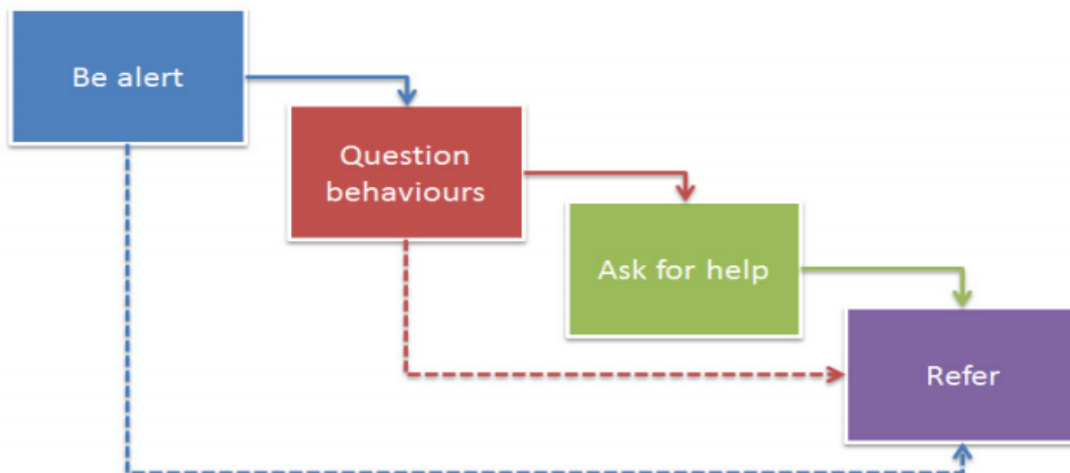 Be alert
Question
behaviours
Ask for help
Refer